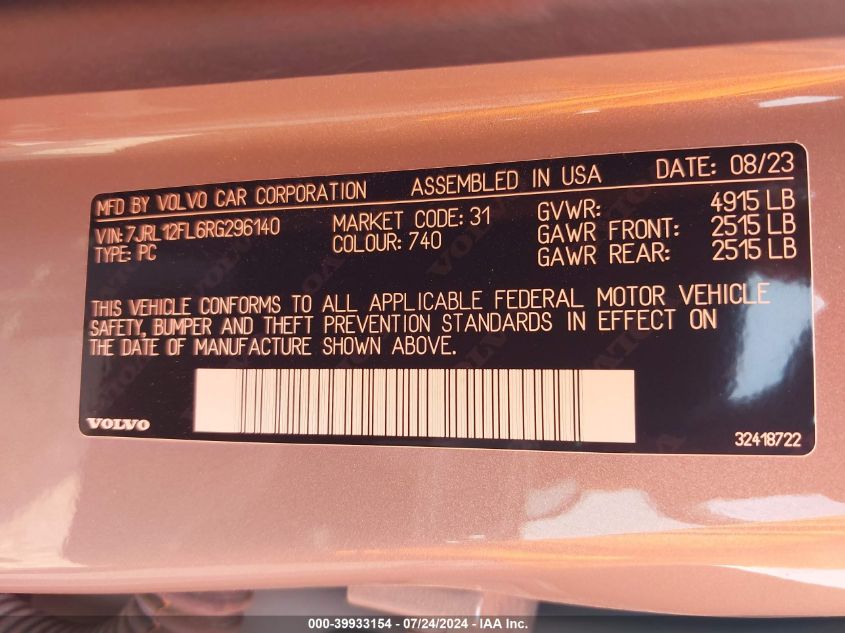 MFD BY VOLVO CAR CORPORATION ASSEMBLED IN USA DATE: 08/23
VIN: 7JRL12FL6RG296140 MARKET CODE: 31 GVWR: 4915 LB
TYPE: PC COLOUR: 740 GAWR FRONT: 2515 LB
GAWR REAR: 2515 LB
THIS VEHICLE CONFORMS TO ALL APPLICABLE FEDERAL MOTOR VEHICLE
SAFETY, BUMPER AND THEFT PREVENTION STANDARDS IN EFFECT ON
THE DATE OF MANUFACTURE SHOWN ABOVE.
VOLVO
32418722
000-39933154 - 07/24/2024 - IAA Inc.